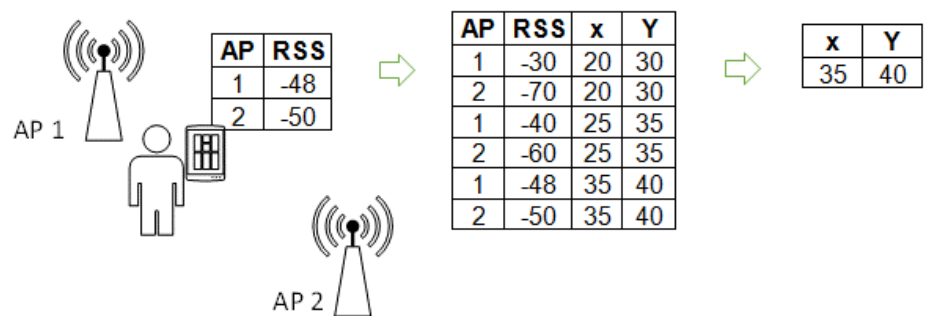 AP RSS
1 -48
2 -50
AP 1
AP 2
AP RSS x Y
1 -30 20 30
2 -70 20 30
1 -40 25 35
2 -60 25 35
1 -48 35 40
2 -50 35 40
x Y
35 40